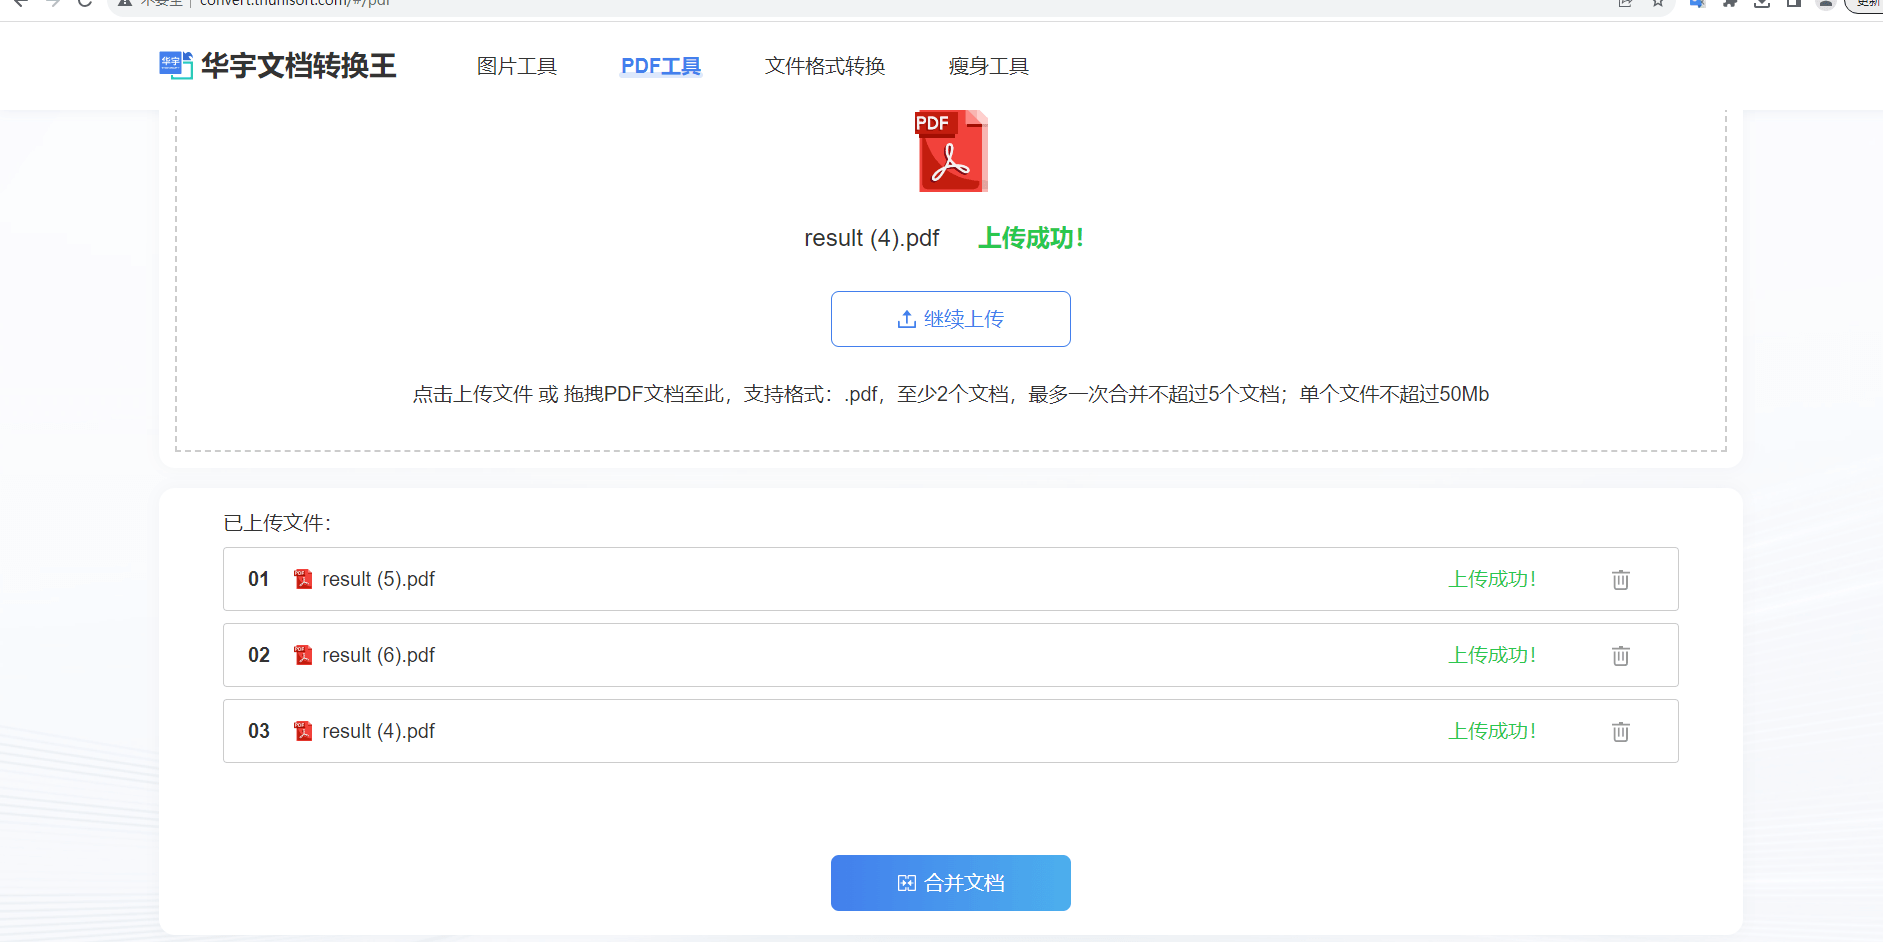 不安全 | convert.thunisoft.com/#/pdf
更新
华宇 华宇文档转换王 图片工具 PDF工具 文件格式转换 瘦身工具
PDF
result (4).pdf 上传成功！
继续上传
点击上传文件 或 拖拽PDF文档至此，支持格式：.pdf，至少2个文档，最多一次合并不超过5个文档；单个文件不超过50Mb
已上传文件：
01 result (5).pdf 上传成功！
02 result (6).pdf 上传成功！
03 result (4).pdf 上传成功！
合并文档